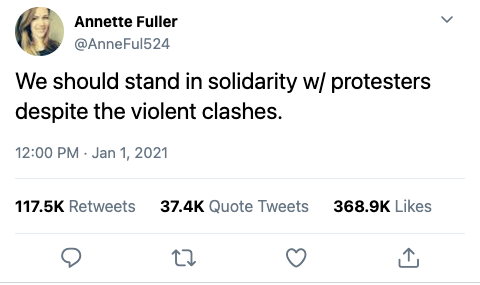 Annette Fuller
@AnneFul524
We should stand in solidarity w/ protesters
despite the violent clashes.
12:00 PM · Jan 1, 2021
117.5K Retweets 37.4K Quote Tweets 368.9K Likes